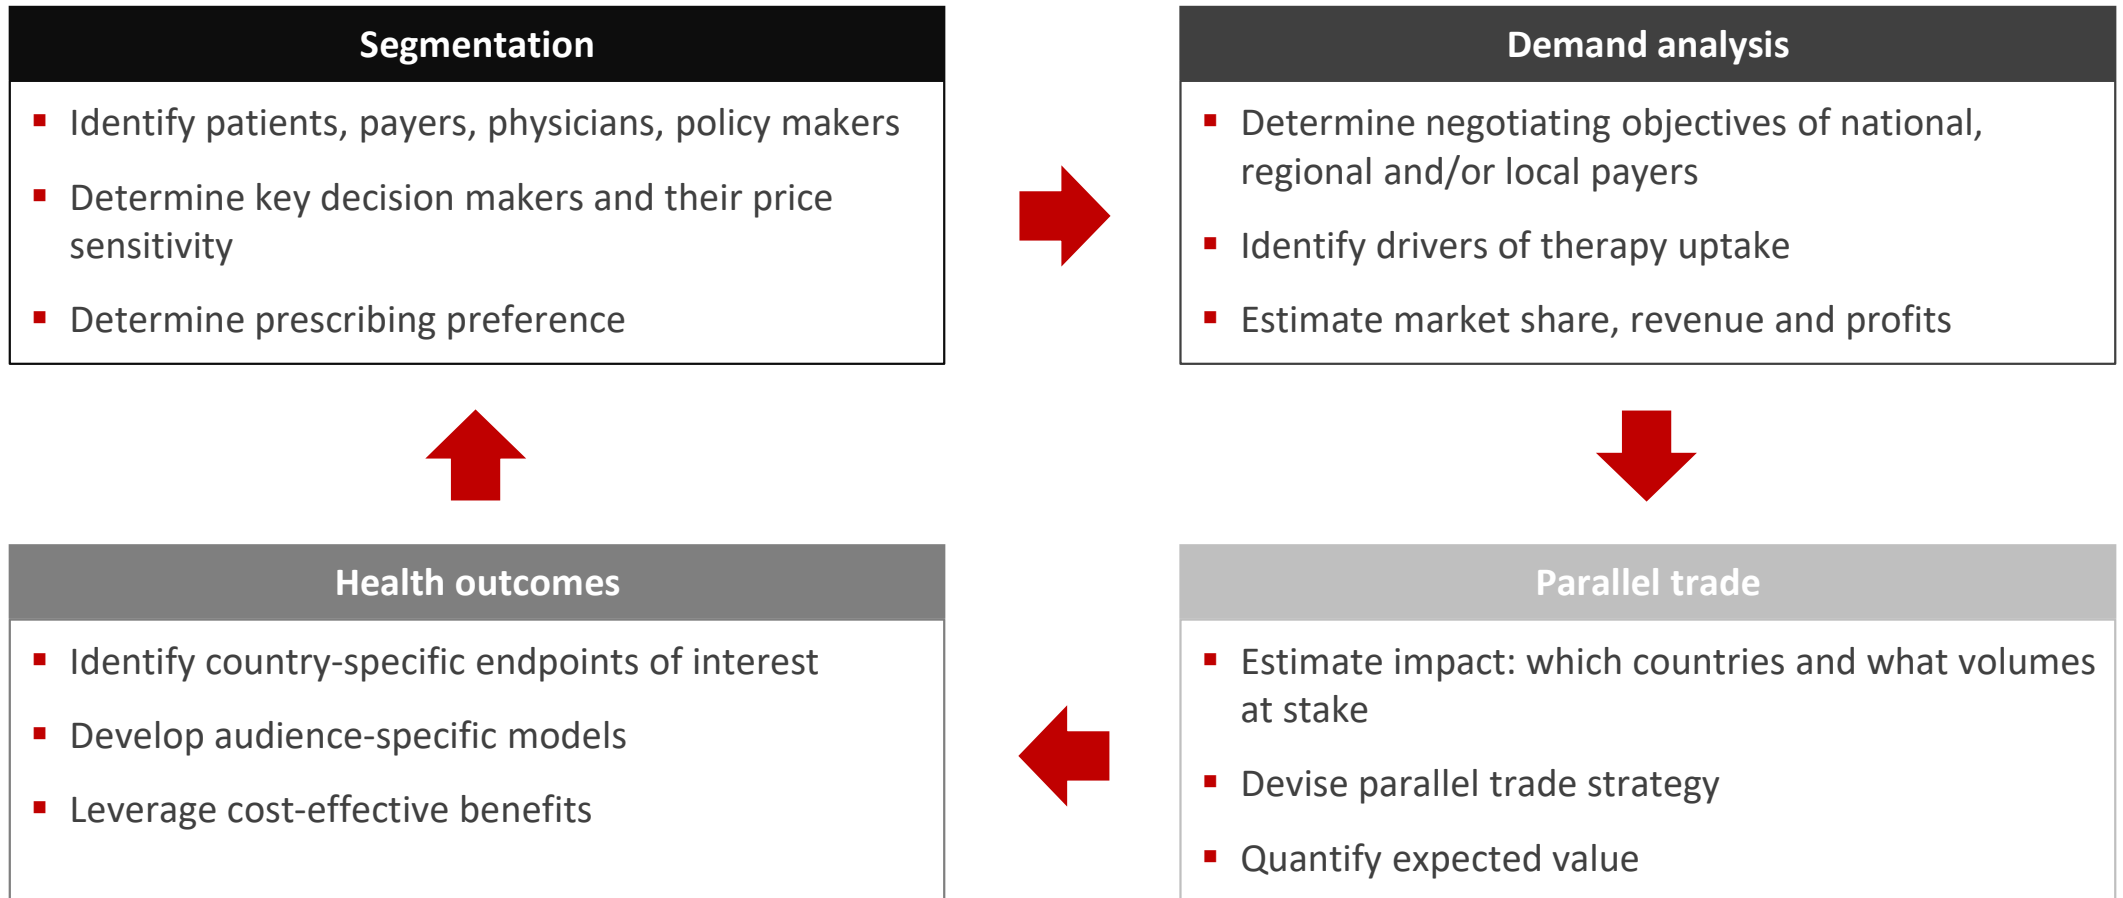 Segmentation
▪ Identify patients, payers, physicians, policy makers
▪ Determine key decision makers and their price
sensitivity
▪ Determine prescribing preference
Demand analysis
▪ Determine negotiating objectives of national,
regional and/or local payers
▪ Identify drivers of therapy uptake
▪ Estimate market share, revenue and profits
Health outcomes
▪ Identify country-specific endpoints of interest
▪ Develop audience-specific models
▪ Leverage cost-effective benefits
Parallel trade
▪ Estimate impact: which countries and what volumes
at stake
▪ Devise parallel trade strategy
▪ Quantify expected value